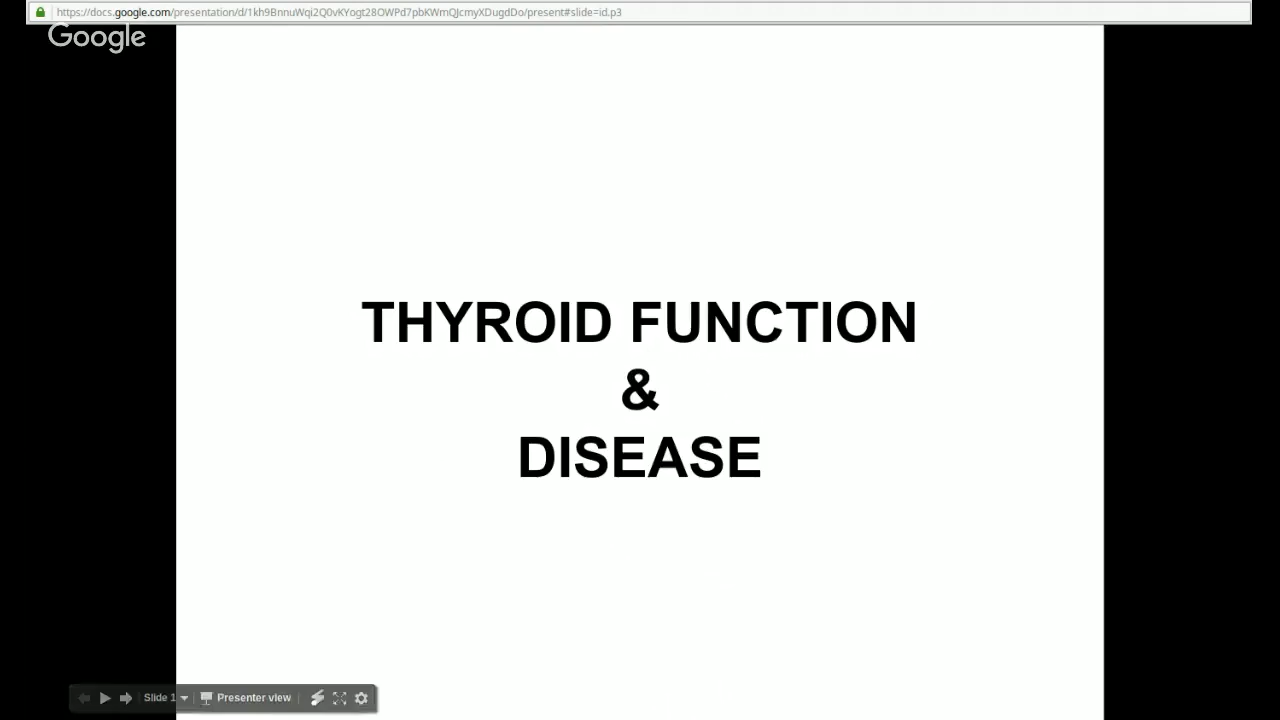 https://docs.google.com/presentation/d/1kh9BnnuWqi2Q0vKYogt28OWPd7pbKWmQJcmyXDugdDo/present#slide=id.p3
Google
THYROID FUNCTION
&
DISEASE
Slide 1
Presenter view